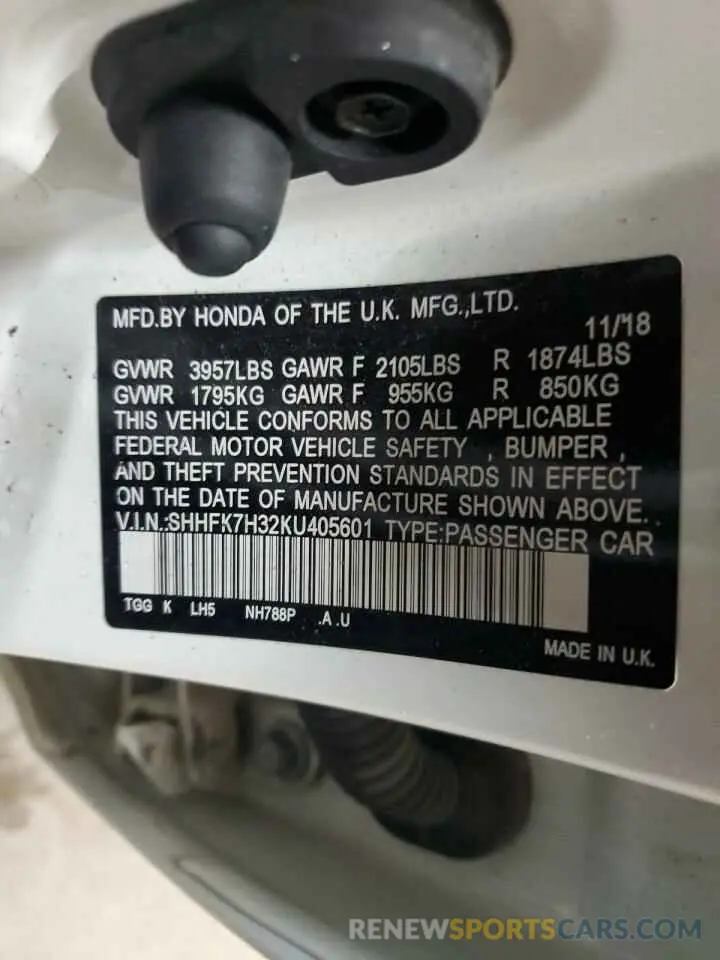 MFD.BY HONDA OF THE U.K. MFG.,LTD.
11/18
GVWR 3957LBS GAWR F 2105LBS R 1874LBS
GVWR 1795KG GAWR F 955KG R 850KG
THIS VEHICLE CONFORMS TO ALL APPLICABLE
FEDERAL MOTOR VEHICLE SAFETY , BUMPER ,
AND THEFT PREVENTION STANDARDS IN EFFECT
ON THE DATE OF MANUFACTURE SHOWN ABOVE.
V.I.N.:SHHFK7H32KU405601 TYPE:PASSENGER CAR
TGG K LH5 NH788P .A .U
MADE IN U.K.
RENEWSPORTSCARS.COM